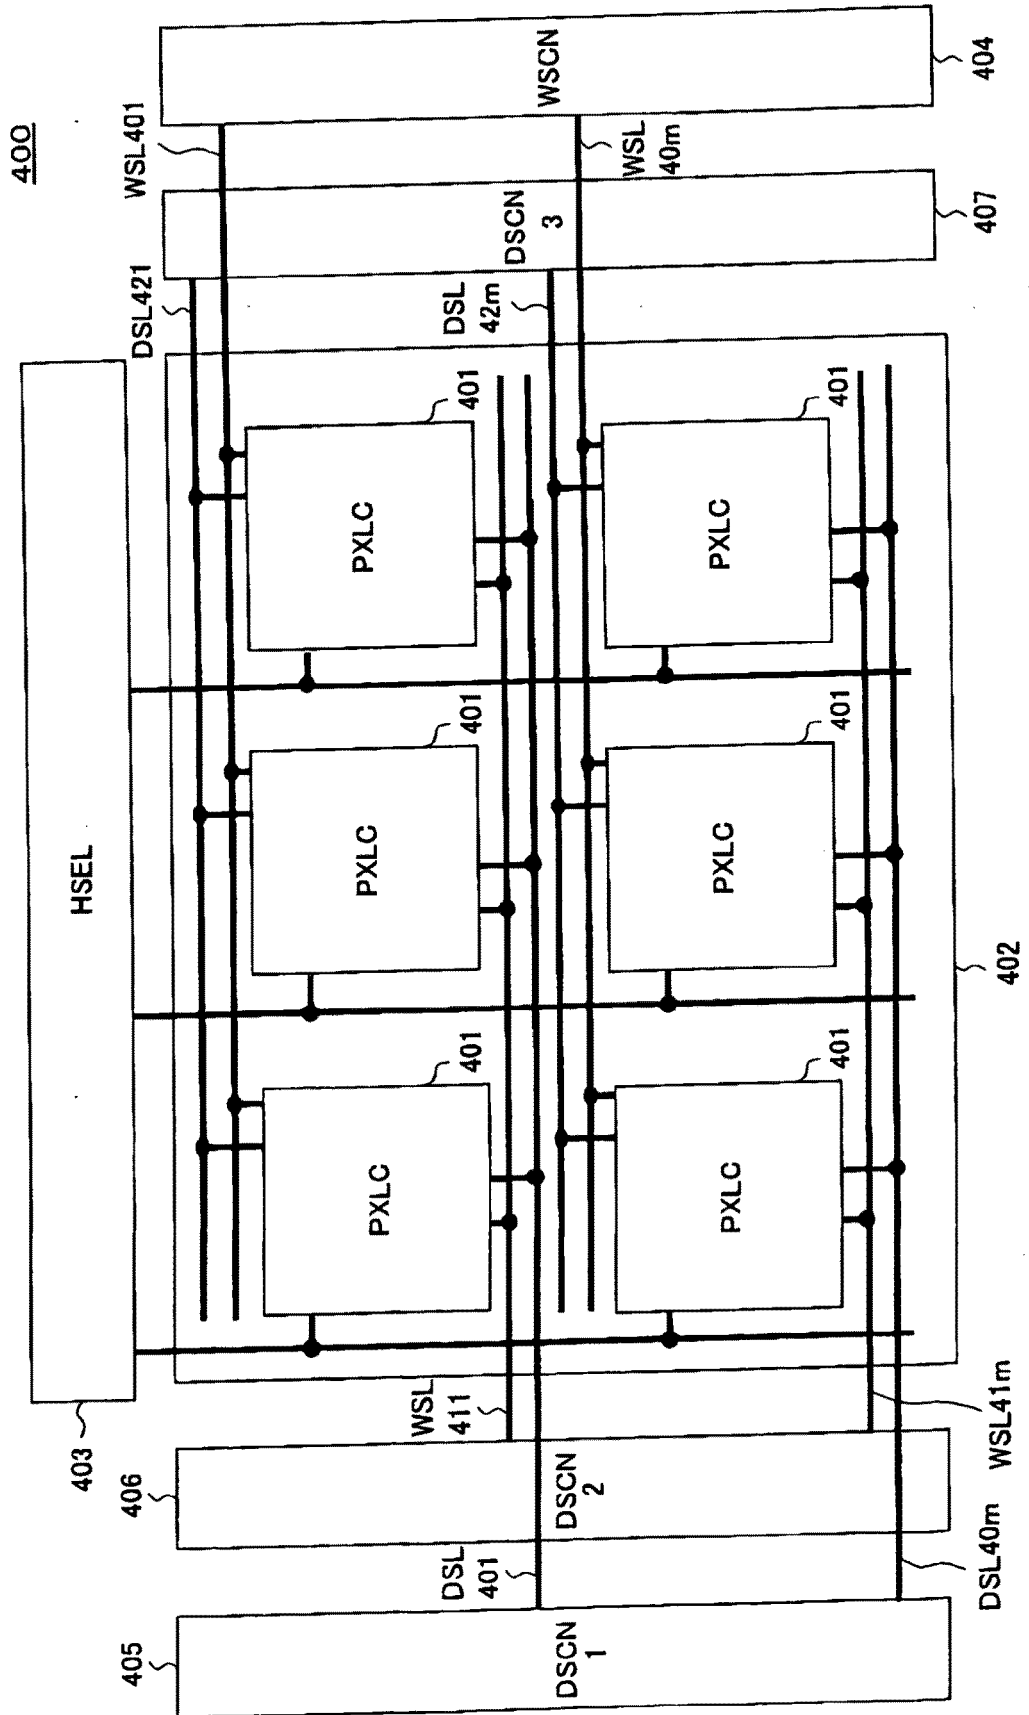 400
HSEL
403
WSL401
DSL421
WSCN
404
DSCN
3
407
WSL
40m
DSL
42m
PXLC
401
PXLC
401
PXLC
401
PXLC
401
PXLC
401
PXLC
401
402
WSL
411
406
DSCN
2
WSL41m
DSL
401
405
DSCN
1
DSL40m